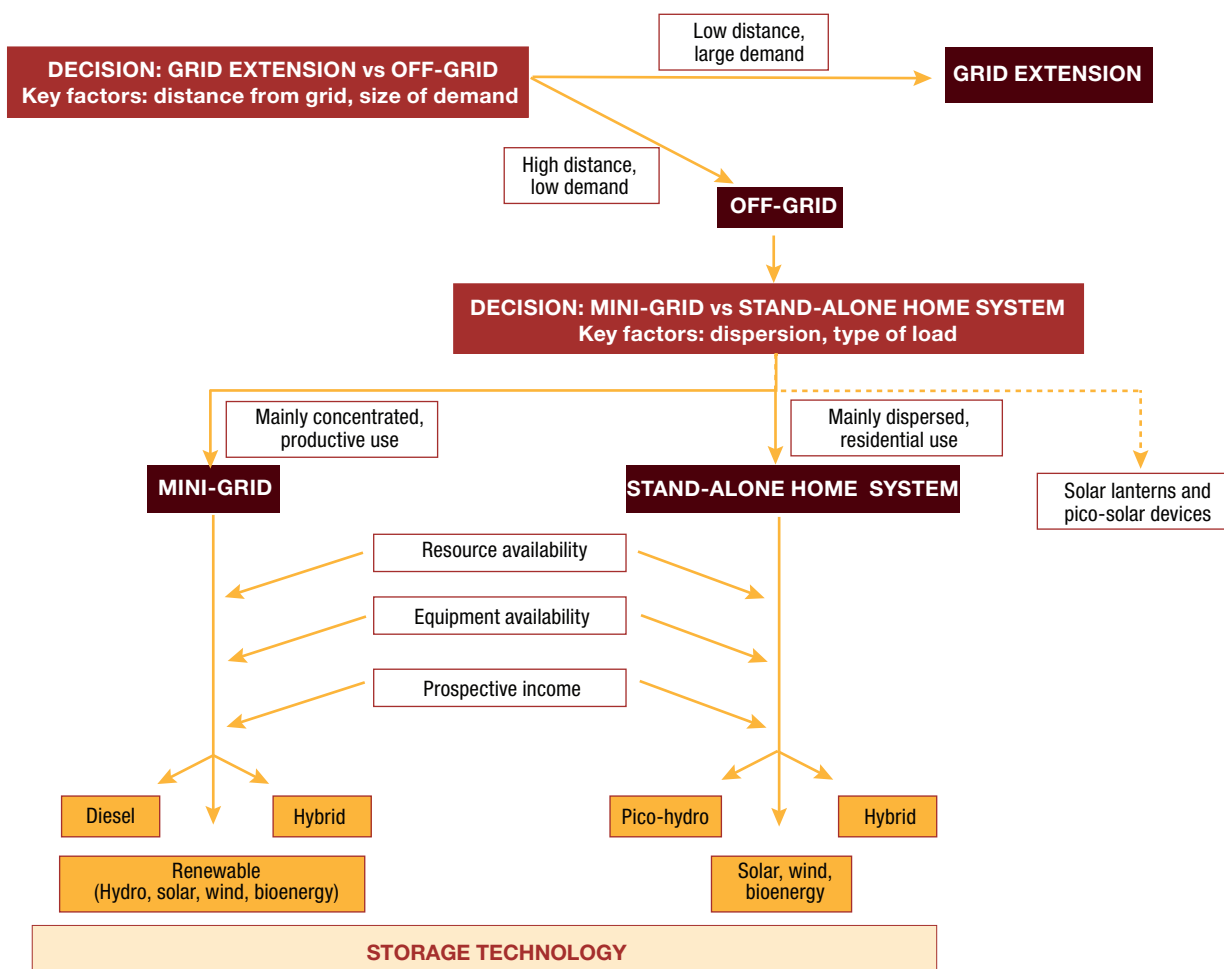 Low distance,
large demand
DECISION: GRID EXTENSION vs OFF-GRID
Key factors: distance from grid, size of demand
GRID EXTENSION
High distance,
low demand
OFF-GRID
DECISION: MINI-GRID vs STAND-ALONE HOME SYSTEM
Key factors: dispersion, type of load
Mainly concentrated,
productive use
Mainly dispersed,
residential use
MINI-GRID
STAND-ALONE HOME SYSTEM
Solar lanterns and
pico-solar devices
Resource availability
Equipment availability
Prospective income
Diesel
Hybrid
Pico-hydro
Hybrid
Renewable
(Hydro, solar, wind, bioenergy)
Solar, wind,
bioenergy
STORAGE TECHNOLOGY